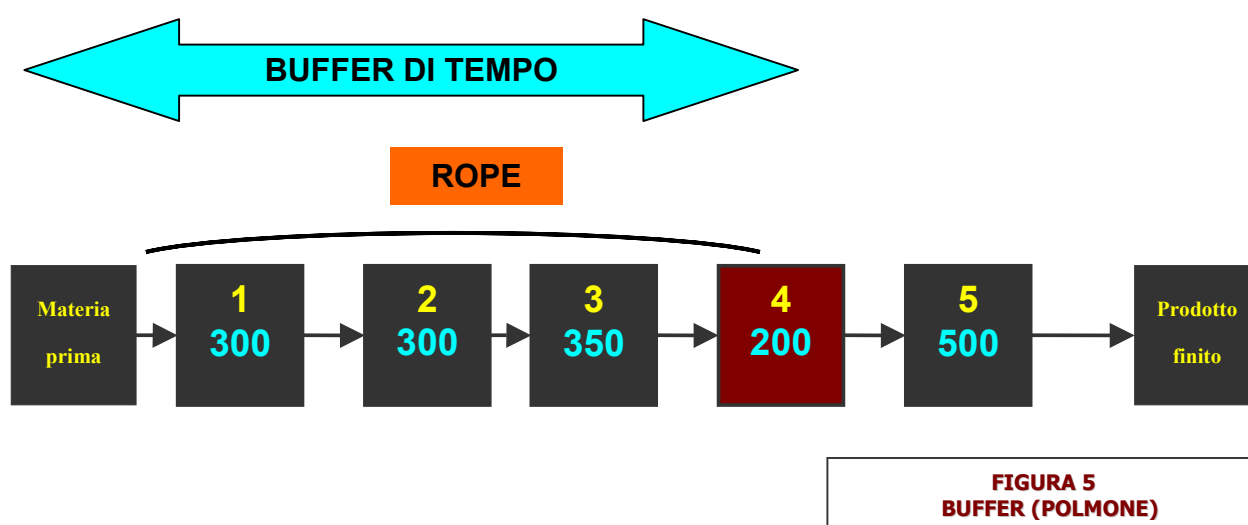 BUFFER DI TEMPO
ROPE
Materia
prima
1
300
2
300
3
350
4
200
5
500
Prodotto
finito
FIGURA 5
BUFFER (POLMONE)